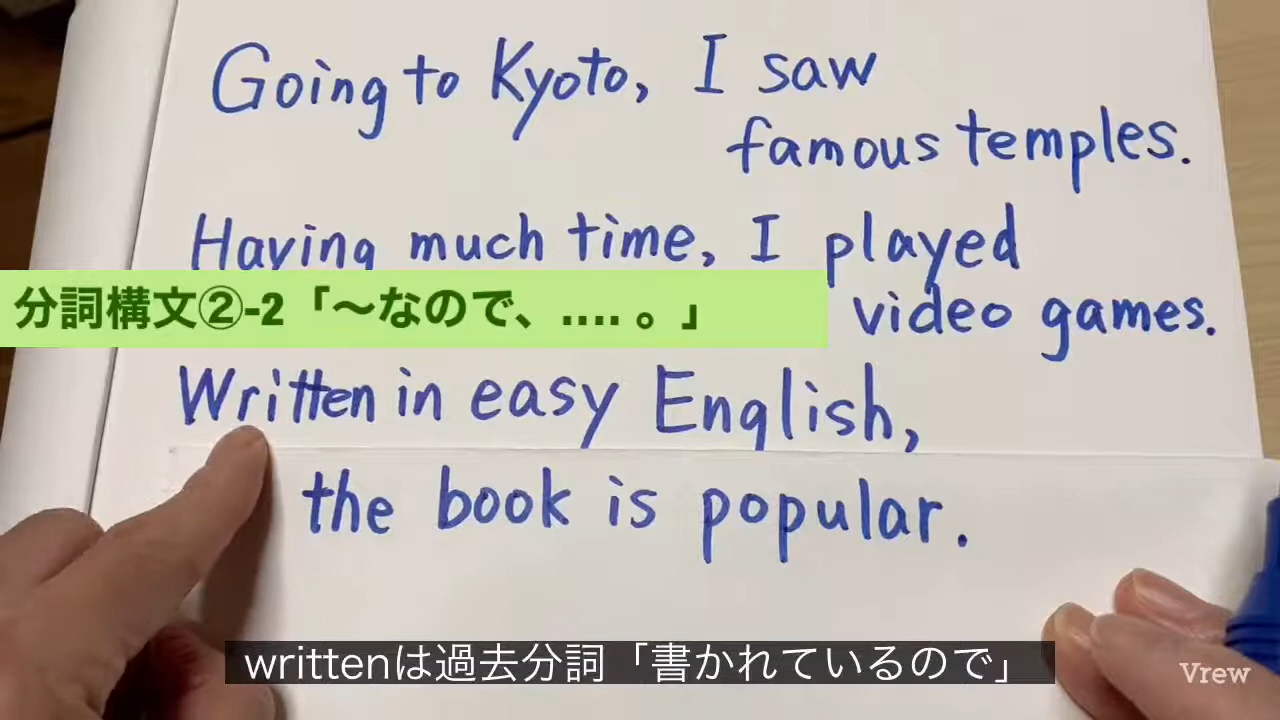 Going to Kyoto, I saw
famous temples.
Having much time, I played
分詞構文②-2「〜なので、.... 。」
video games.
Written in easy English,
the book is popular.
writtenは過去分詞「書かれているので」
Vrew